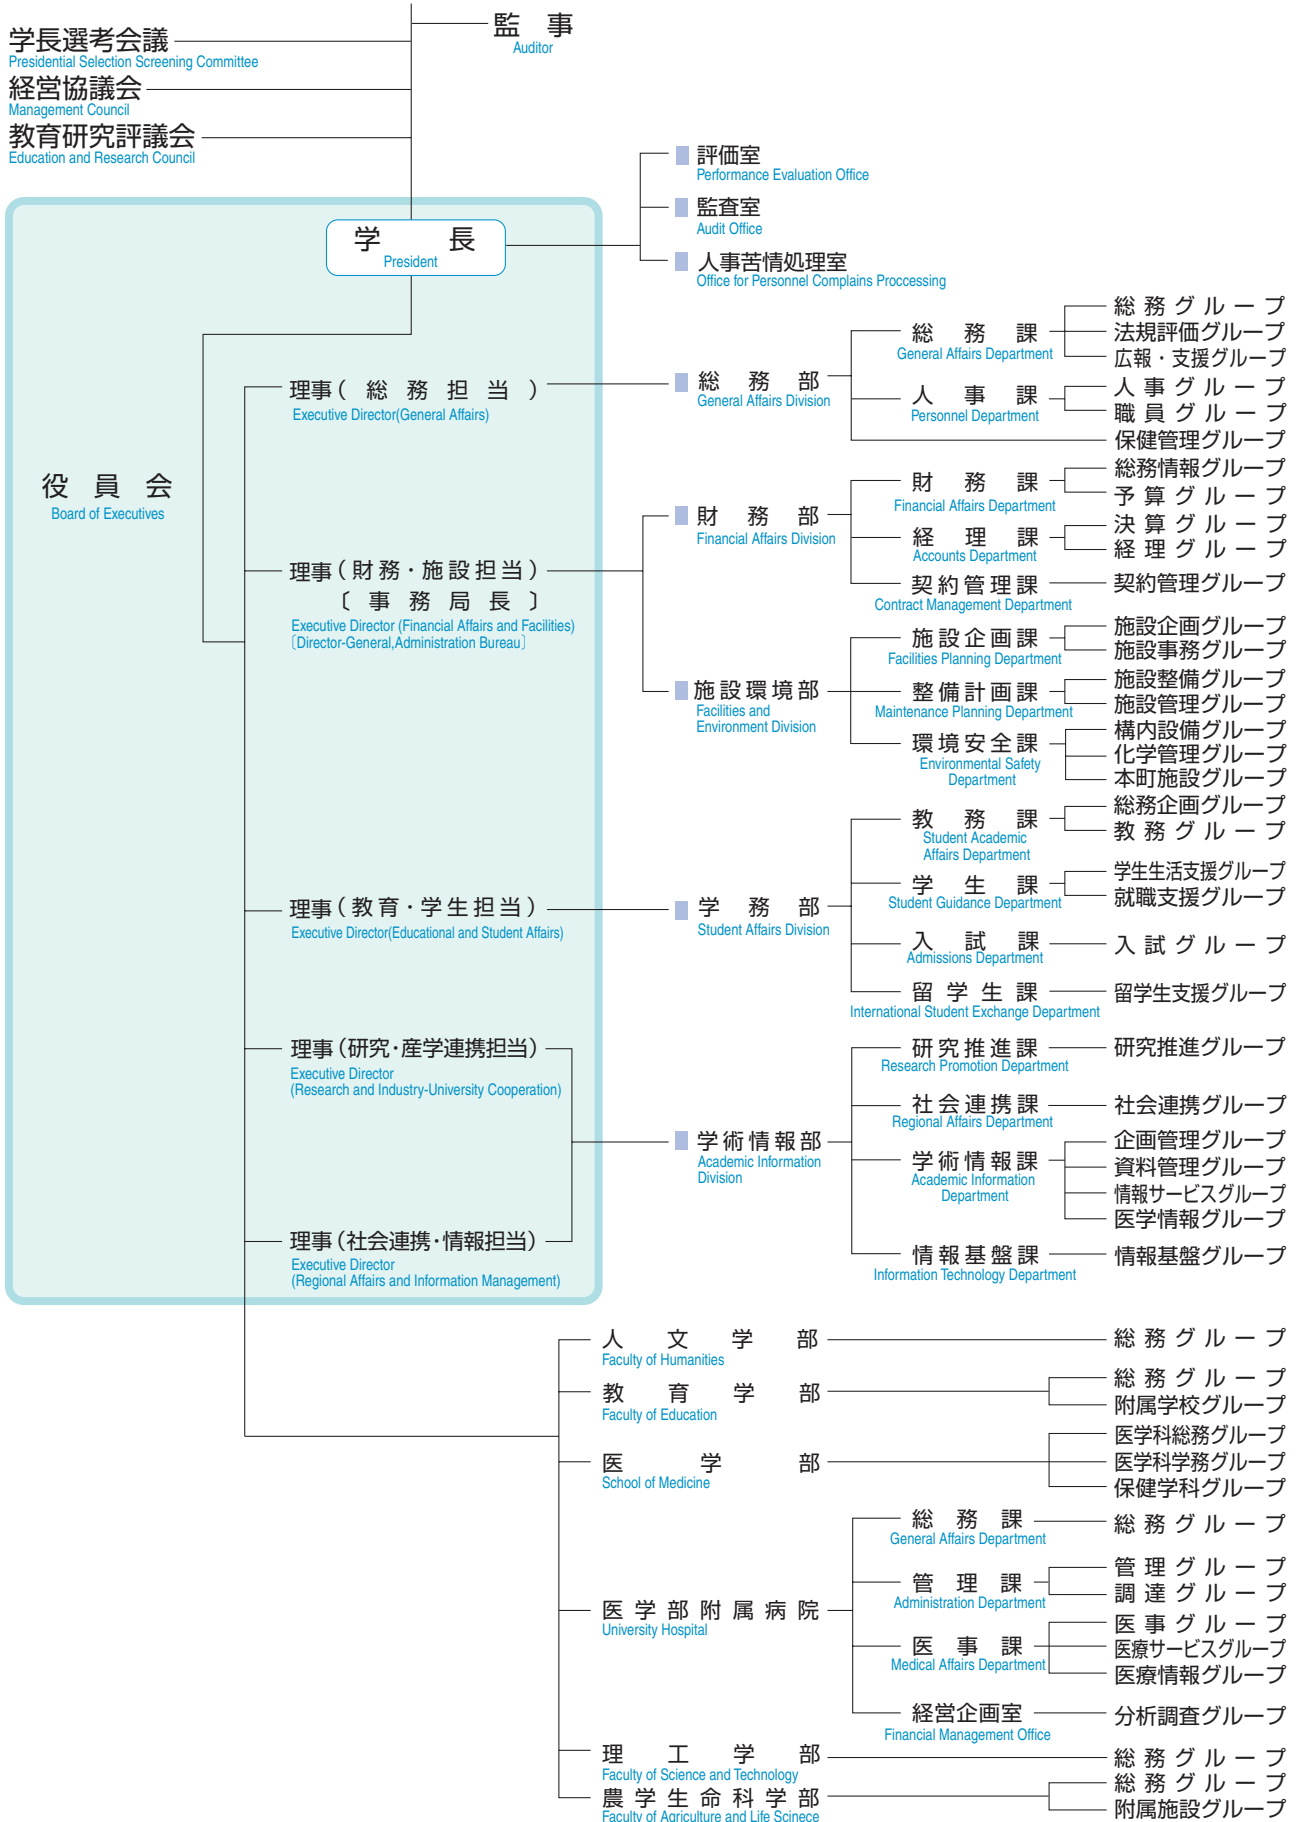 監事
Auditor
学長選考会議
Presidential Selection Screening Committee
経営協議会
Management Council
教育研究評議会
Education and Research Council
評価室
Performance Evaluation Office
監査室
Audit Office
人事苦情処理室
Office for Personnel Complains Proccessing
学長
President
役員会
Board of Executives
理事(総務担当)
Executive Director(General Affairs)
総務部
General Affairs Division
総務課
General Affairs Department
総務グループ
法規評価グループ
広報・支援グループ
人事課
Personnel Department
人事グループ
職員グループ
保健管理グループ
理事(財務・施設担当)
〔事務局長〕
Executive Director (Financial Affairs and Facilities)
〔Director-General,Administration Bureau〕
財務部
Financial Affairs Division
財務課
Financial Affairs Department
総務情報グループ
予算グループ
経理課
Accounts Department
決算グループ
経理グループ
契約管理課
Contract Management Department
契約管理グループ
施設環境部
Facilities and
Environment Division
施設企画課
Facilities Planning Department
施設企画グループ
施設事務グループ
整備計画課
Maintenance Planning Department
施設整備グループ
施設管理グループ
環境安全課
Environmental Safety
Department
構内設備グループ
化学管理グループ
本町施設グループ
理事(教育・学生担当)
Executive Director(Educational and Student Affairs)
学務部
Student Affairs Division
教務課
Student Academic
Affairs Department
総務企画グループ
教務グループ
学生課
Student Guidance Department
学生生活支援グループ
就職支援グループ
入試課
Admissions Department
入試グループ
留学生課
International Student Exchange Department
留学生支援グループ
理事(研究・産学連携担当)
Executive Director
(Research and Industry-University Cooperation)
理事(社会連携・情報担当)
Executive Director
(Regional Affairs and Information Management)
学術情報部
Academic Information
Division
研究推進課
Research Promotion Department
研究推進グループ
社会連携課
Regional Affairs Department
社会連携グループ
学術情報課
Academic Information
Department
企画管理グループ
資料管理グループ
情報サービスグループ
医学情報グループ
情報基盤課
Information Technology Department
情報基盤グループ
人文学部
Faculty of Humanities
総務グループ
教育学部
Faculty of Education
総務グループ
附属学校グループ
医学部
School of Medicine
医学科総務グループ
医学科学務グループ
保健学科グループ
医学部附属病院
University Hospital
総務課
General Affairs Department
総務グループ
管理課
Administration Department
管理グループ
調達グループ
医事課
Medical Affairs Department
医事グループ
医療サービスグループ
医療情報グループ
経営企画室
Financial Management Office
分析調査グループ
理工学部
Faculty of Science and Technology
総務グループ
農学生命科学部
Faculty of Agriculture and Life Scinece
総務グループ
附属施設グループ